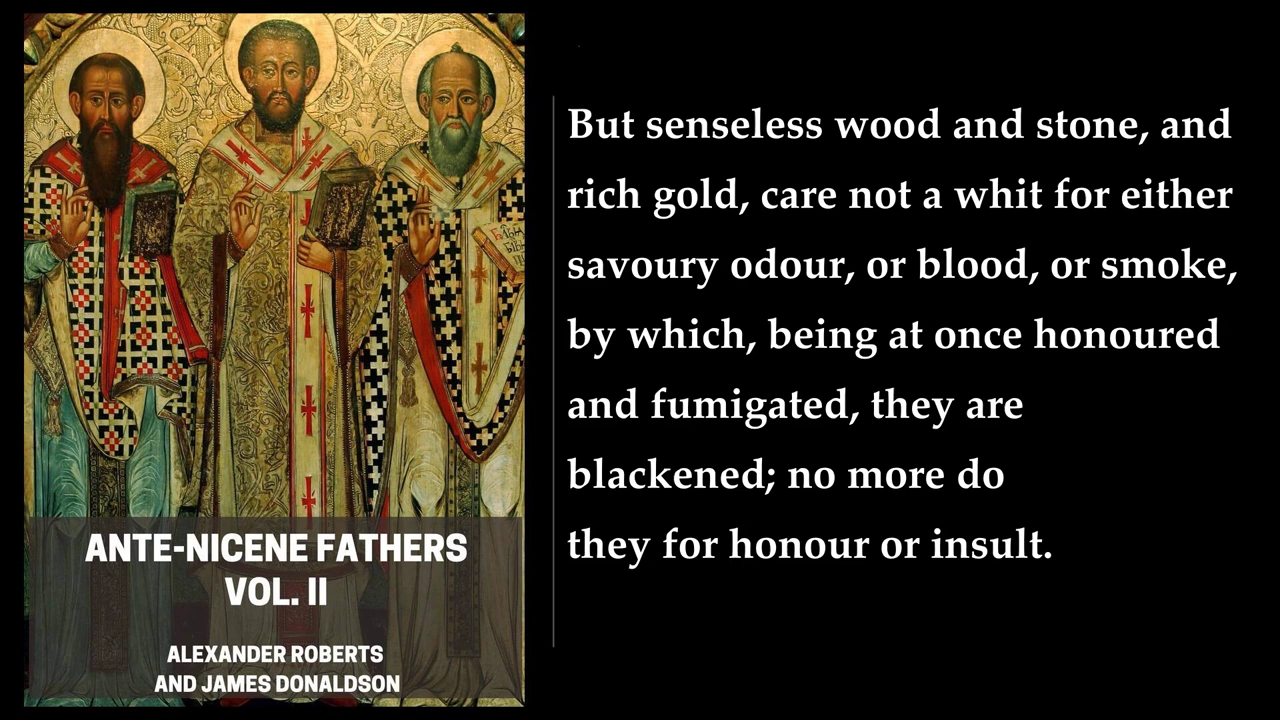 ANTE-NICENE FATHERS
VOL. II
ALEXANDER ROBERTS
AND JAMES DONALDSON
But senseless wood and stone, and
rich gold, care not a whit for either
savoury odour, or blood, or smoke,
by which, being at once honoured
and fumigated, they are
blackened; no more do
they for honour or insult.